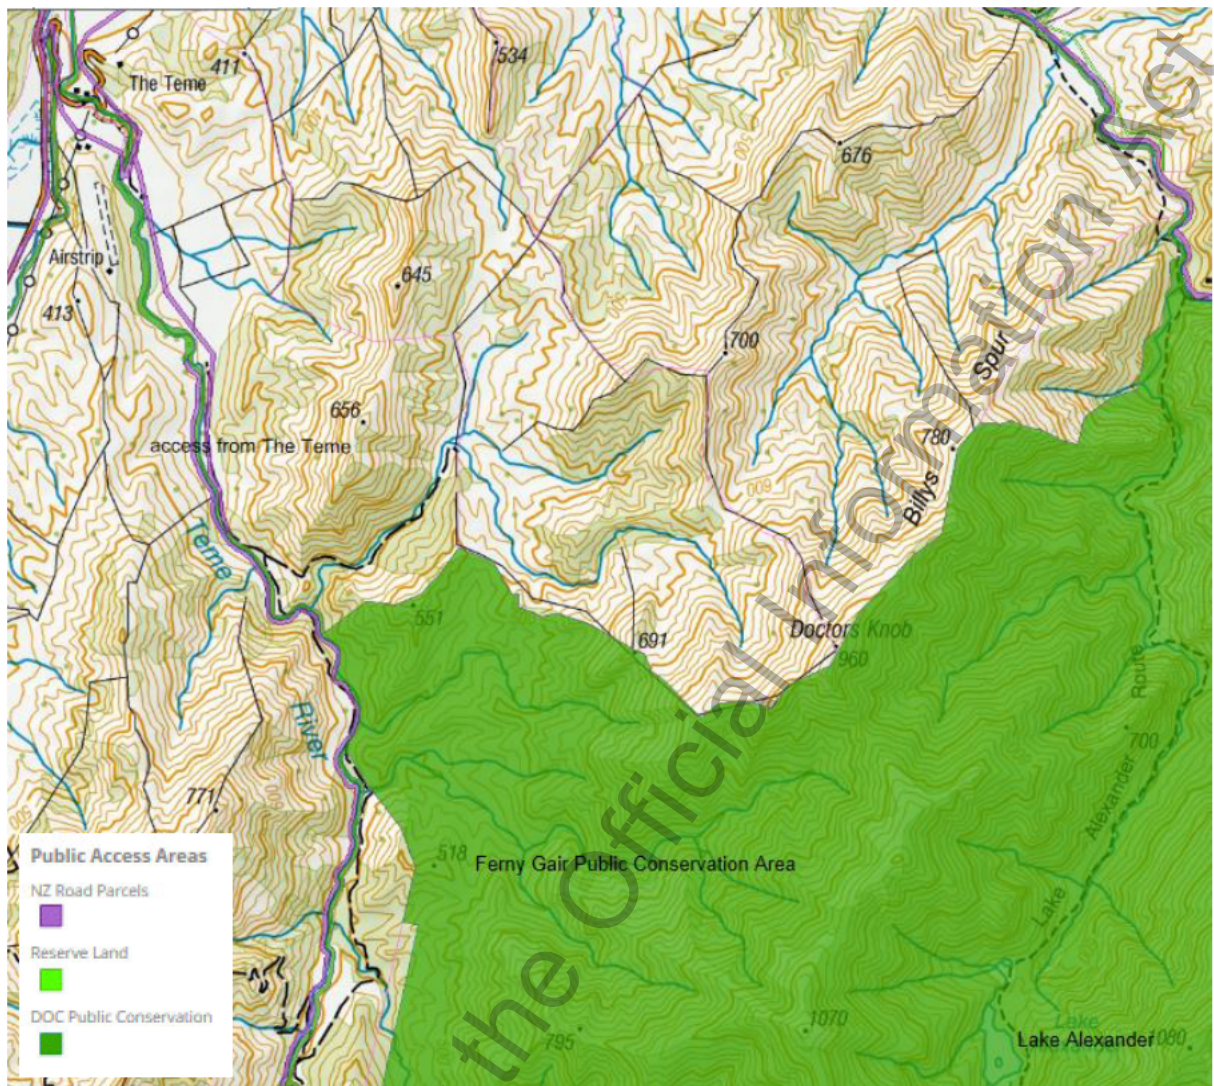 534
411
The Teme
676
Airstrip
645
413
700
Spur
656
780
access from The Teme
Billys
Teme
551
691
Doctors Knob
960
Route
River
700
771
600
500
Alexander
518
Ferny Gair Public Conservation Area
Lake
1070
795
Lake Alexander
1080
Public Access Areas
NZ Road Parcels
Reserve Land
DOC Public Conservation
the Official Information Act